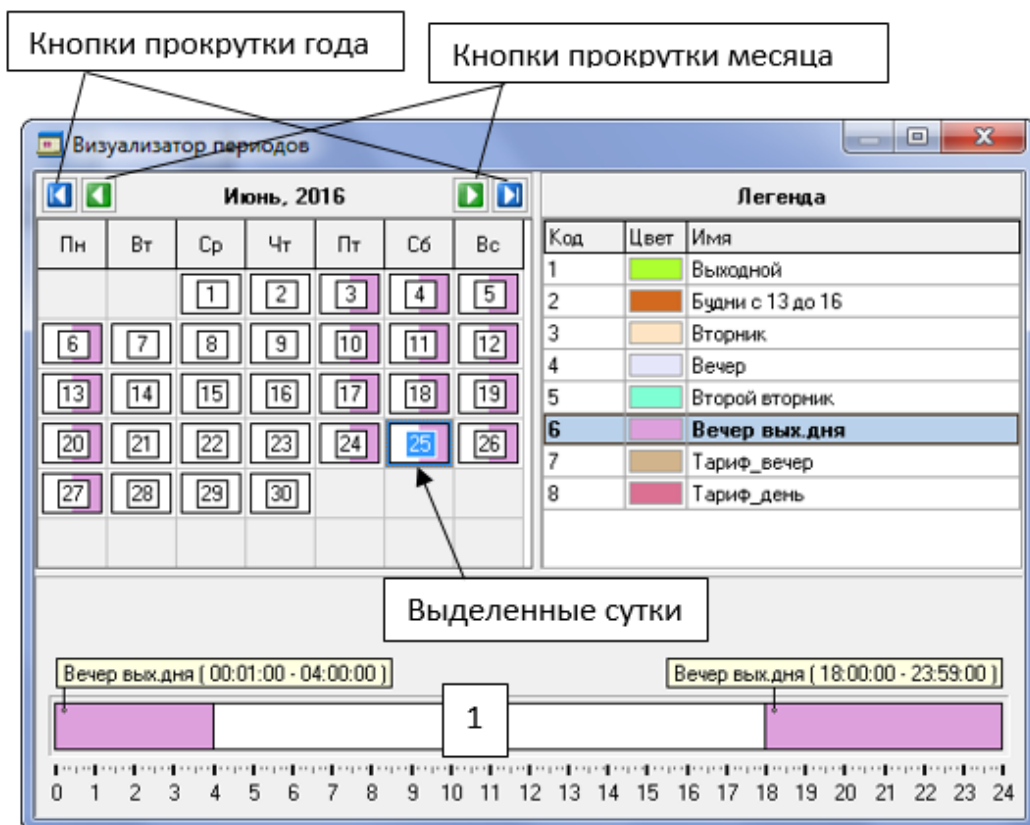 Кнопки прокрутки года
Кнопки прокрутки месяца
Визуализатор периодов
Июнь, 2016
Легенда
Пн Вт Ср Чт Пт Сб Вс
1 2 3 4 5
6 7 8 9 10 11 12
13 14 15 16 17 18 19
20 21 22 23 24 25 26
27 28 29 30
Код Цвет Имя
1 Выходной
2 Будни с 13 до 16
3 Вторник
4 Вечер
5 Второй вторник
6 Вечер вых.дня
7 Тариф_вечер
8 Тариф_день
Выделенные сутки
Вечер вых.дня ( 00:01:00 - 04:00:00 )
Вечер вых.дня ( 18:00:00 - 23:59:00 )
1
0 1 2 3 4 5 6 7 8 9 10 11 12 13 14 15 16 17 18 19 20 21 22 23 24